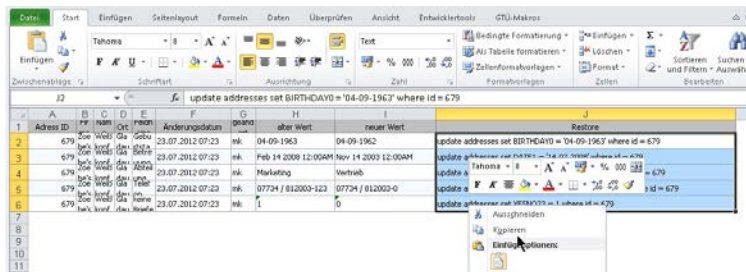 Datei Start Einfügen Seitenlayout Formeln Daten Überprüfen Ansicht Entwicklertools GTÜ-Makros
Einfügen
Tahoma 8
F K U
Text
% 000
Bedingte Formatierung
Als Tabelle formatieren
Zellenformatvorlagen
Einfügen
Löschen
Format
Sortieren und Filtern
Suchen
Zwischenablage Schriftart Ausrichtung Zahl Formatvorlagen Zellen Bearbeiten
J2 fx update addresses set BIRTHDAY0 = '04-09-1963' where id = 679
A B C D E F G H I J
1 Adress ID Ort Änderungsdatum alter Wert neuer Wert Restore
2 679 23.07.2012 07:23 mk 04-09-1963 04-09-1962 update addresses set BIRTHDAY0 = '04-09-1963' where id = 679
3 679 23.07.2012 07:23 mk Feb 14 2008 12:00AM Nov 14 2003 12:00AM
4 679 23.07.2012 07:23 mk Marketing Vertrieb = 679
5 679 23.07.2012 07:23 mk 07734 / 012003-123 07734 / 012003-0 id = 679
6 679 23.07.2012 07:23 mk 1 0
Tahoma 8 % 000
F K
7
8
9
10
11
Ausschneiden
Kopieren
Einfügeoptionen: